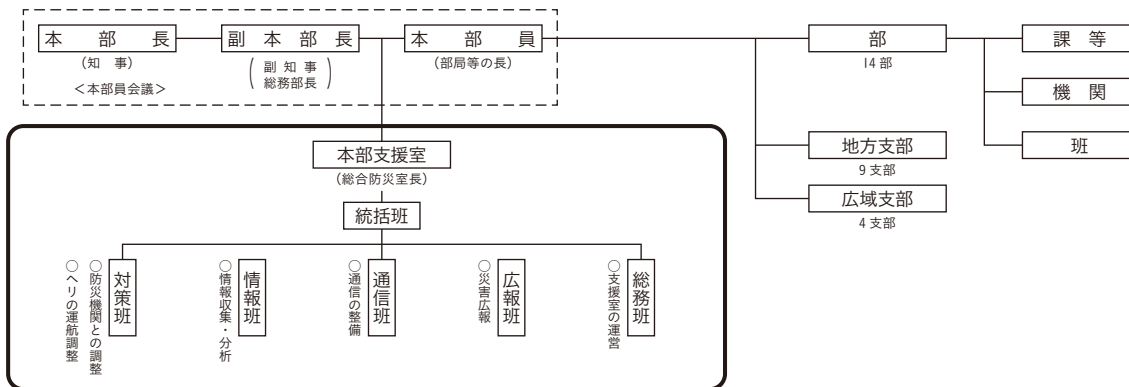 本部長
(知事)
<本部員会議>
副本部長
(副知事
総務部長)
本部員
(部局等の長)
部
14部
課等
機関
班
地方支部
9支部
広域支部
4支部
本部支援室
(総合防災室長)
統括班
対策班
○防災機関との調整
○ヘリの運航調整
情報班
○情報収集・分析
通信班
○通信の整備
広報班
○災害広報
総務班
○支援室の運営